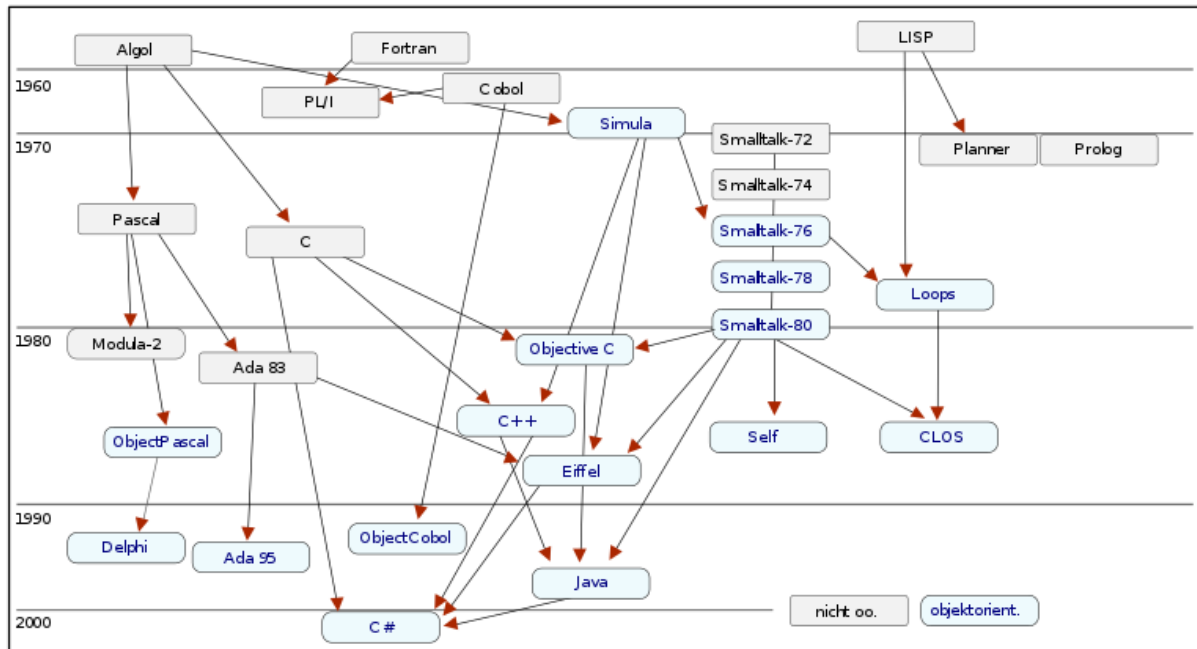 Algol
Fortran
LISP
1960
PL/I
Cobol
Simula
1970
Smalltalk-72
Planner
Prolog
Smalltalk-74
Pascal
C
Smalltalk-76
Smalltalk-78
Loops
1980
Modula-2
Objective C
Smalltalk-80
Ada 83
C++
ObjectPascal
Self
CLOS
Eiffel
1990
Delphi
Ada 95
ObjectCobol
Java
2000
C#
nicht oo.
objektorient.